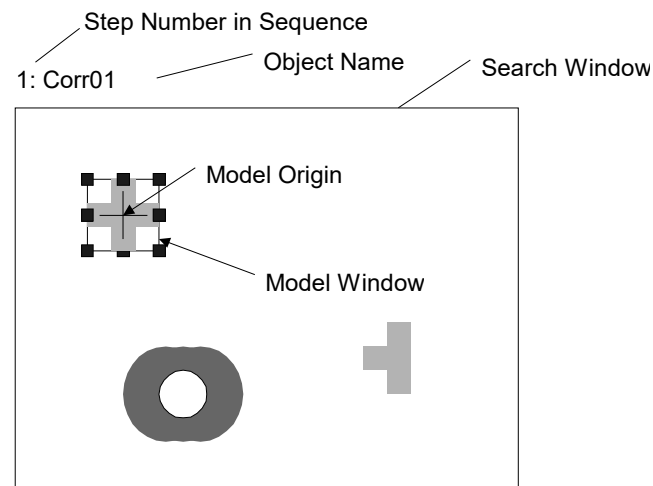 Step Number in Sequence
Object Name
Search Window
1: Corr01
Model Origin
Model Window